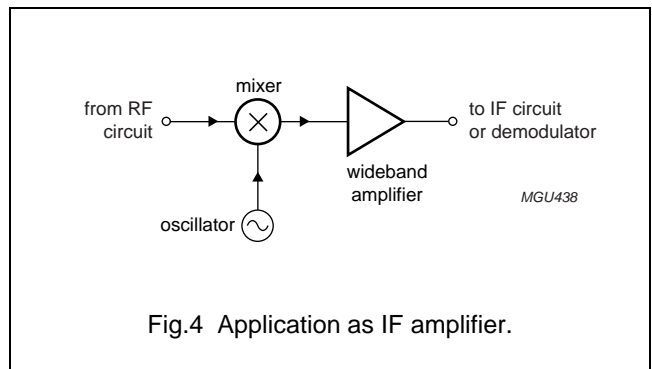 mixer
from RF
circuit
to IF circuit
or demodulator
wideband
amplifier
MGU438
oscillator
Fig.4 Application as IF amplifier.